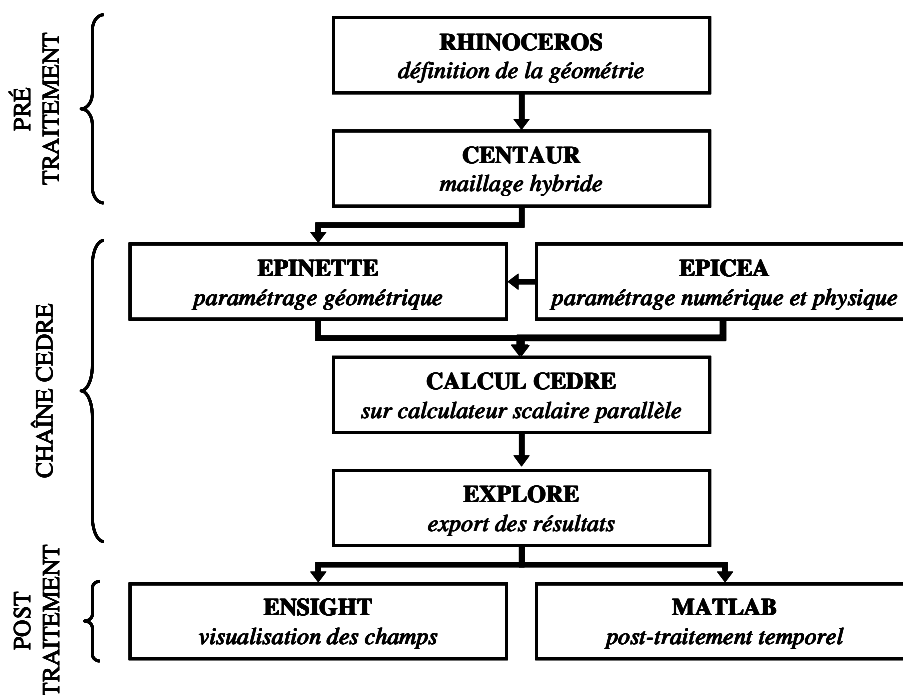 PRÉ
TRAITEMENT
RHINOCEROS
définition de la géométrie
CENTAUR
maillage hybride
CHAÎNE CEDRE
EPINETTE
paramétrage géométrique
EPICEA
paramétrage numérique et physique
CALCUL CEDRE
sur calculateur scalaire parallèle
EXPLORE
export des résultats
POST
TRAITEMENT
ENSIGHT
visualisation des champs
MATLAB
post-traitement temporel